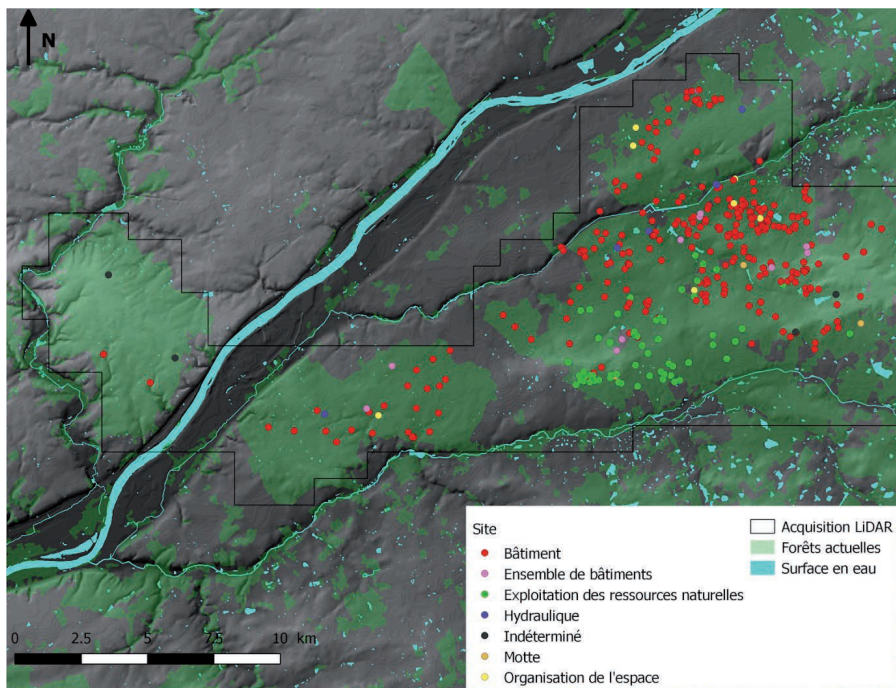 N
Site
Bâtiment
Ensemble de bâtiments
Exploitation des ressources naturelles
Hydraulique
Indéterminé
Motte
Organisation de l'espace
Acquisition LiDAR
Forêts actuelles
Surface en eau
0 2.5 5 7.5 10 km